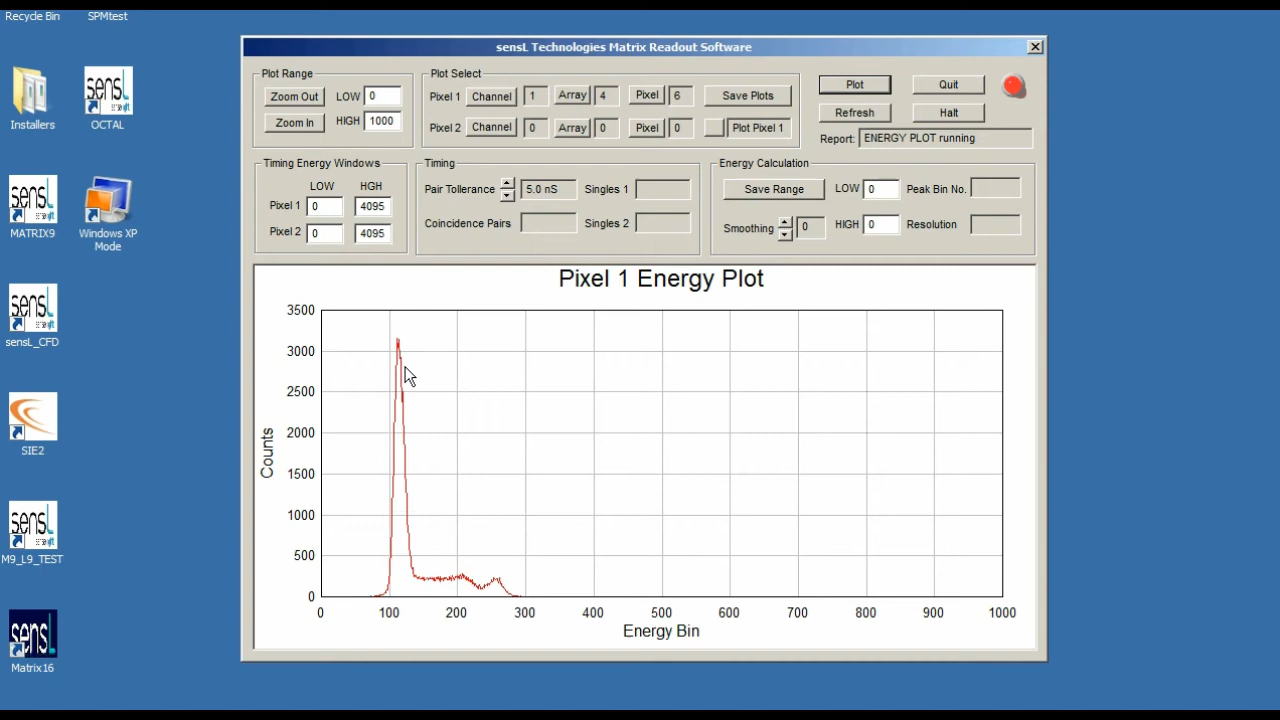 Recycle Bin
SPMtest
sensL
Installers
OCTAL
sensL
MATRIX9
Windows XP
Mode
sensL
sensL_CFD
SIE2
sensL
M9_L9_TEST
sensL
Matrix16
sensL Technologies Matrix Readout Software
Plot Range
Zoom Out LOW 0
Zoom In HIGH 1000
Plot Select
Pixel 1 Channel 1 Array 4 Pixel 6 Save Plots
Pixel 2 Channel 0 Array 0 Pixel 0 Plot Pixel 1
Plot Quit
Refresh Halt
Report: ENERGY PLOT running
Timing Energy Windows
LOW HGH
Pixel 1 0 4095
Pixel 2 0 4095
Timing
Pair Tollerance 5.0 nS Singles 1
Coincidence Pairs Singles 2
Energy Calculation
Save Range LOW 0 Peak Bin No.
Smoothing 0 HIGH 0 Resolution
Pixel 1 Energy Plot
3500
3000
2500
2000
1500
1000
500
0
Counts
0 100 200 300 400 500 600 700 800 900 1000
Energy Bin